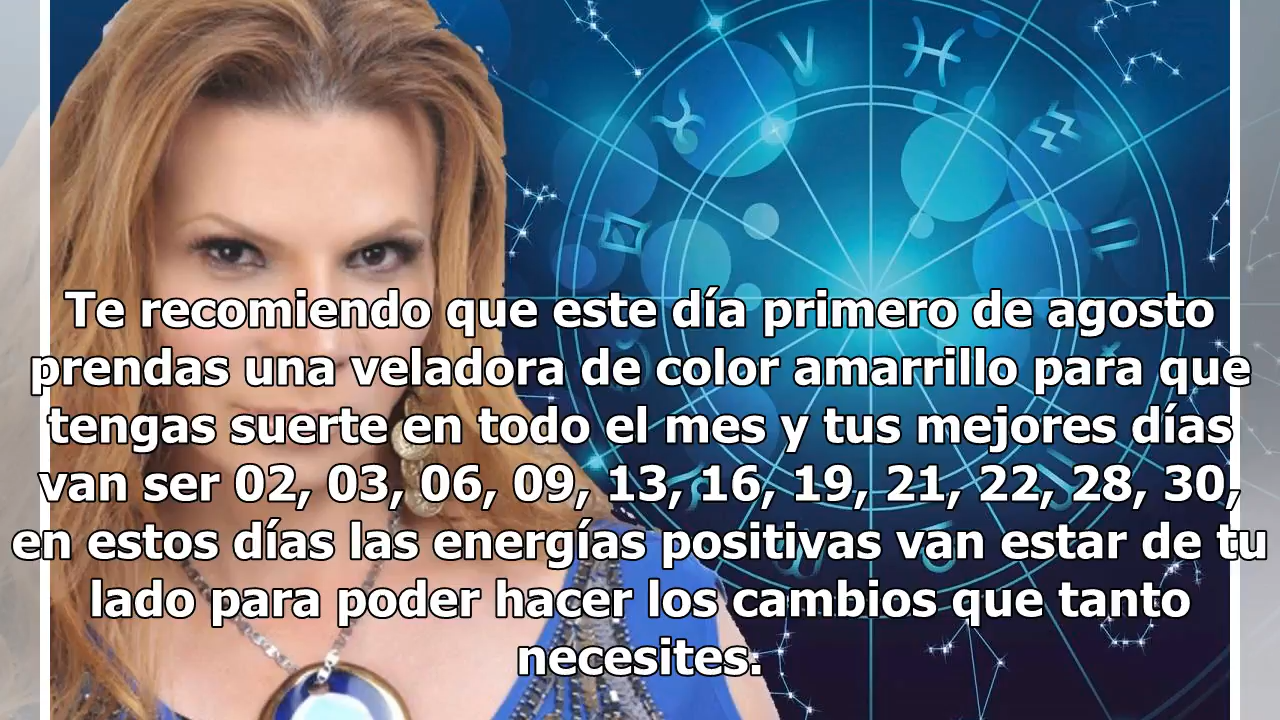 Te recomiendo que este día primero de agosto
prendas una veladora de color amarrillo para que
tengas suerte en todo el mes y tus mejores días
van ser 02, 03, 06, 09, 13, 16, 19, 21, 22, 28, 30,
en estos días las energías positivas van estar de tu
lado para poder hacer los cambios que tanto
necesites.